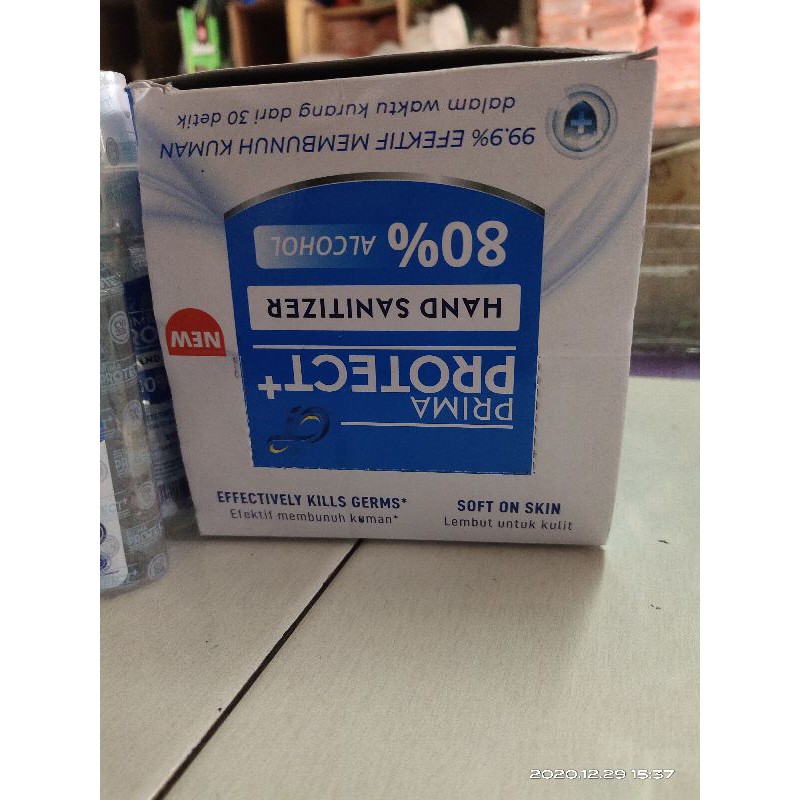 99.9% EFEKTIF MEMBUNUH KUMAN
dalam waktu kurang dari 30 detik
80% ALCOHOL
HAND SANITIZER
PRIMA
PROTECT+
NEW
EFFECTIVELY KILLS GERMS*
Efektif membunuh kuman*
SOFT ON SKIN
Lembut untuk kulit
2020.12.29 15:37